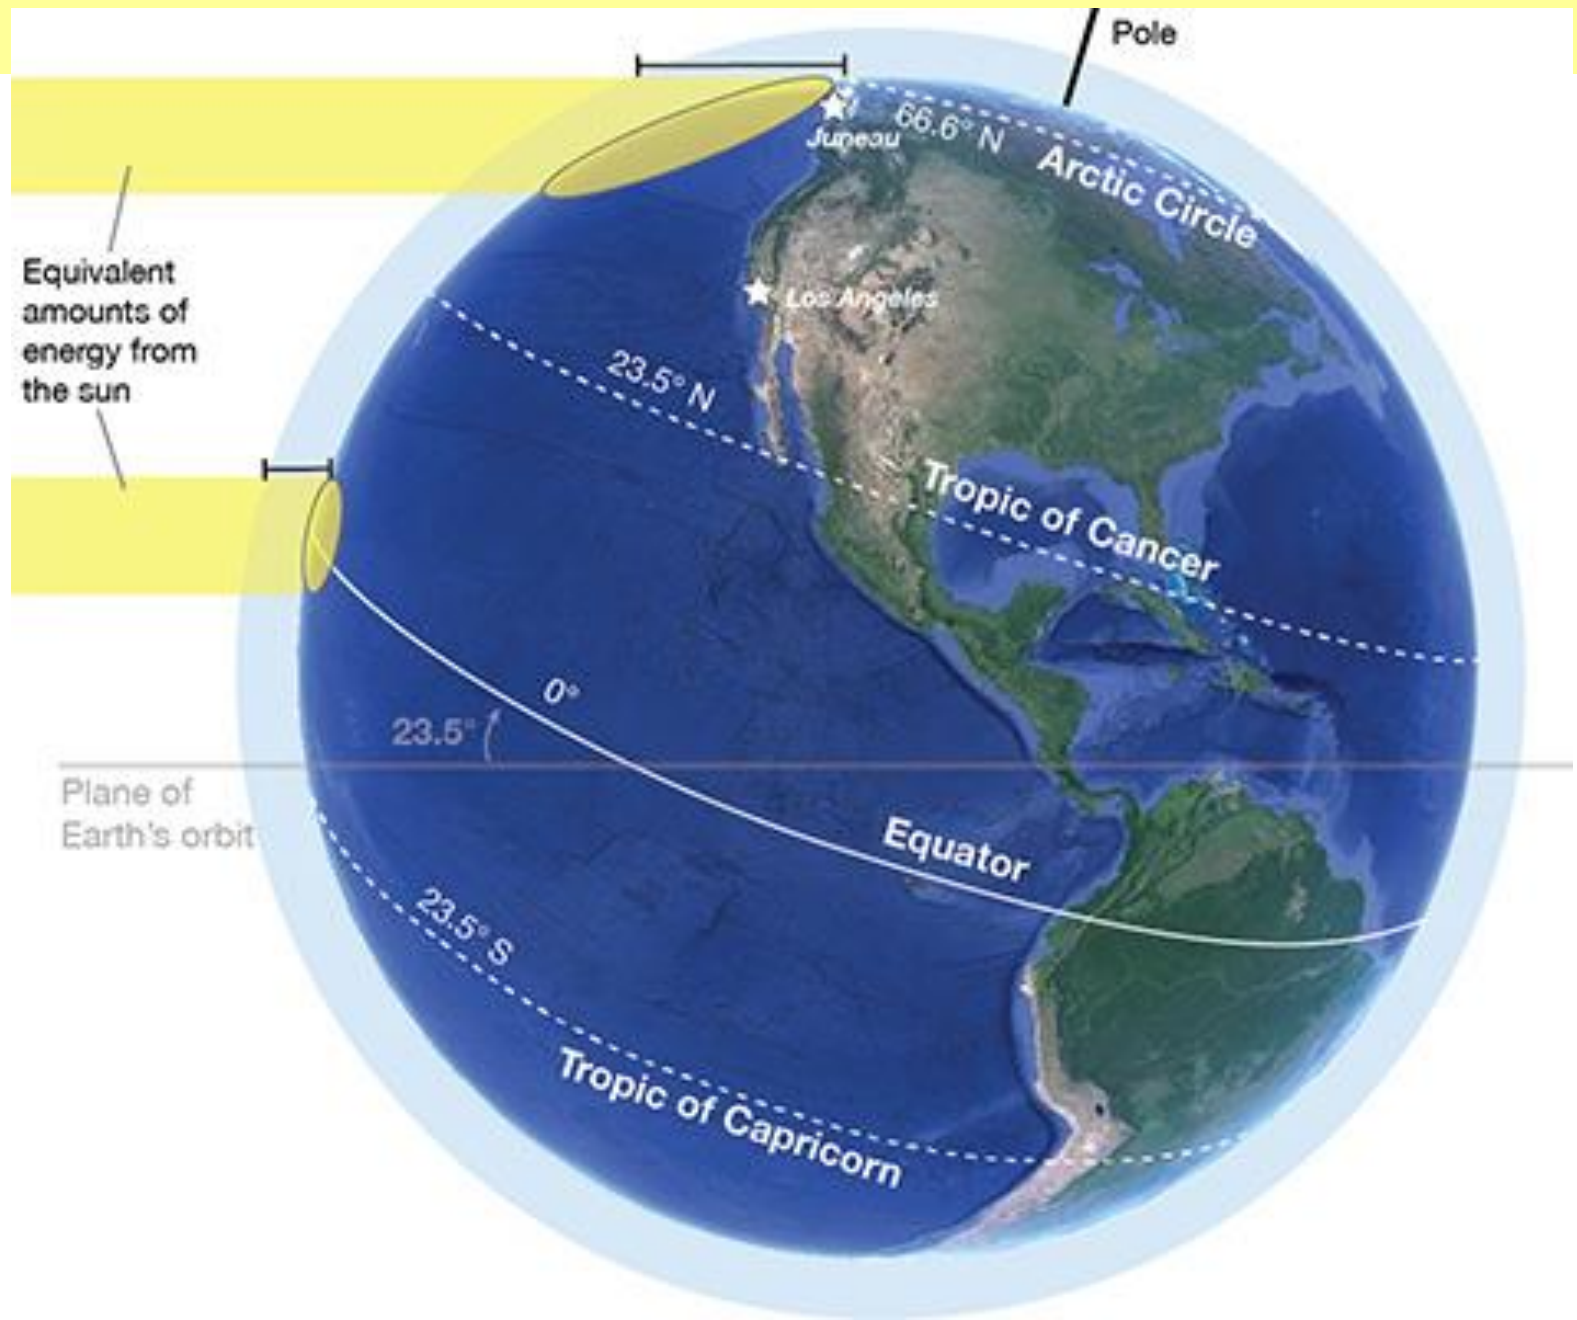 Pole
66.6° N
Juneau
Arctic Circle
Equivalent
amounts of
energy from
the sun
Los Angeles
23.5° N
Tropic of Cancer
0°
23.5°
Plane of
Earth's orbit
Equator
23.5° S
Tropic of Capricorn